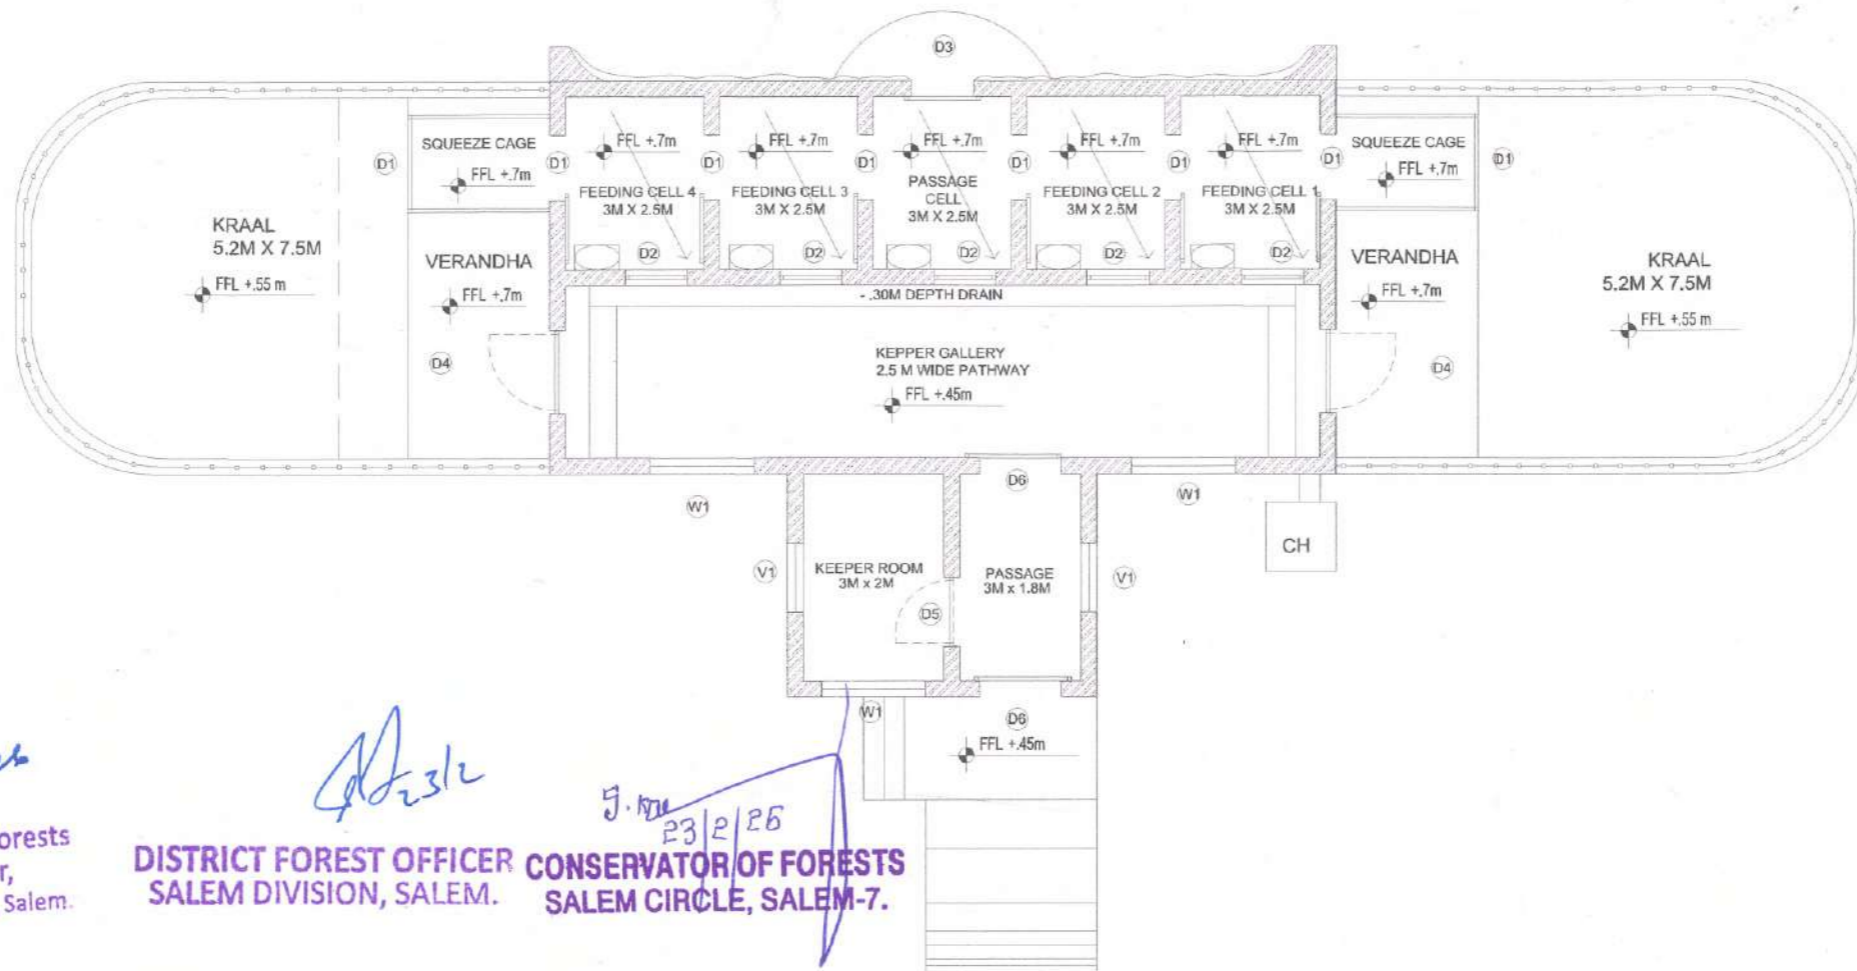 D3
SQUEEZE CAGE
FFL +.7m
D1
D1
FFL +.7m
FEEDING CELL 4
3M X 2.5M
D2
D1
FFL +.7m
FEEDING CELL 3
3M X 2.5M
D2
D1
FFL +.7m
PASSAGE
CELL
3M X 2.5M
D2
D1
FFL +.7m
FEEDING CELL 2
3M X 2.5M
D2
D1
FFL +.7m
FEEDING CELL 1
3M X 2.5M
D2
D1
SQUEEZE CAGE
FFL +.7m
D1
KRAAL
5.2M X 7.5M
FFL +.55 m
VERANDHA
FFL +.7m
D4
- .30M DEPTH DRAIN
KEPPER GALLERY
2.5 M WIDE PATHWAY
FFL +.45m
VERANDHA
FFL +.7m
D4
KRAAL
5.2M X 7.5M
FFL +.55 m
W1
D6
W1
CH
V1
KEEPER ROOM
3M x 2M
D5
PASSAGE
3M x 1.8M
V1
W1
D6
FFL +.45m
23/2
23/2/26
orests
r,
Salem.
DISTRICT FOREST OFFICER
SALEM DIVISION, SALEM.
CONSERVATOR OF FORESTS
SALEM CIRCLE, SALEM-7.